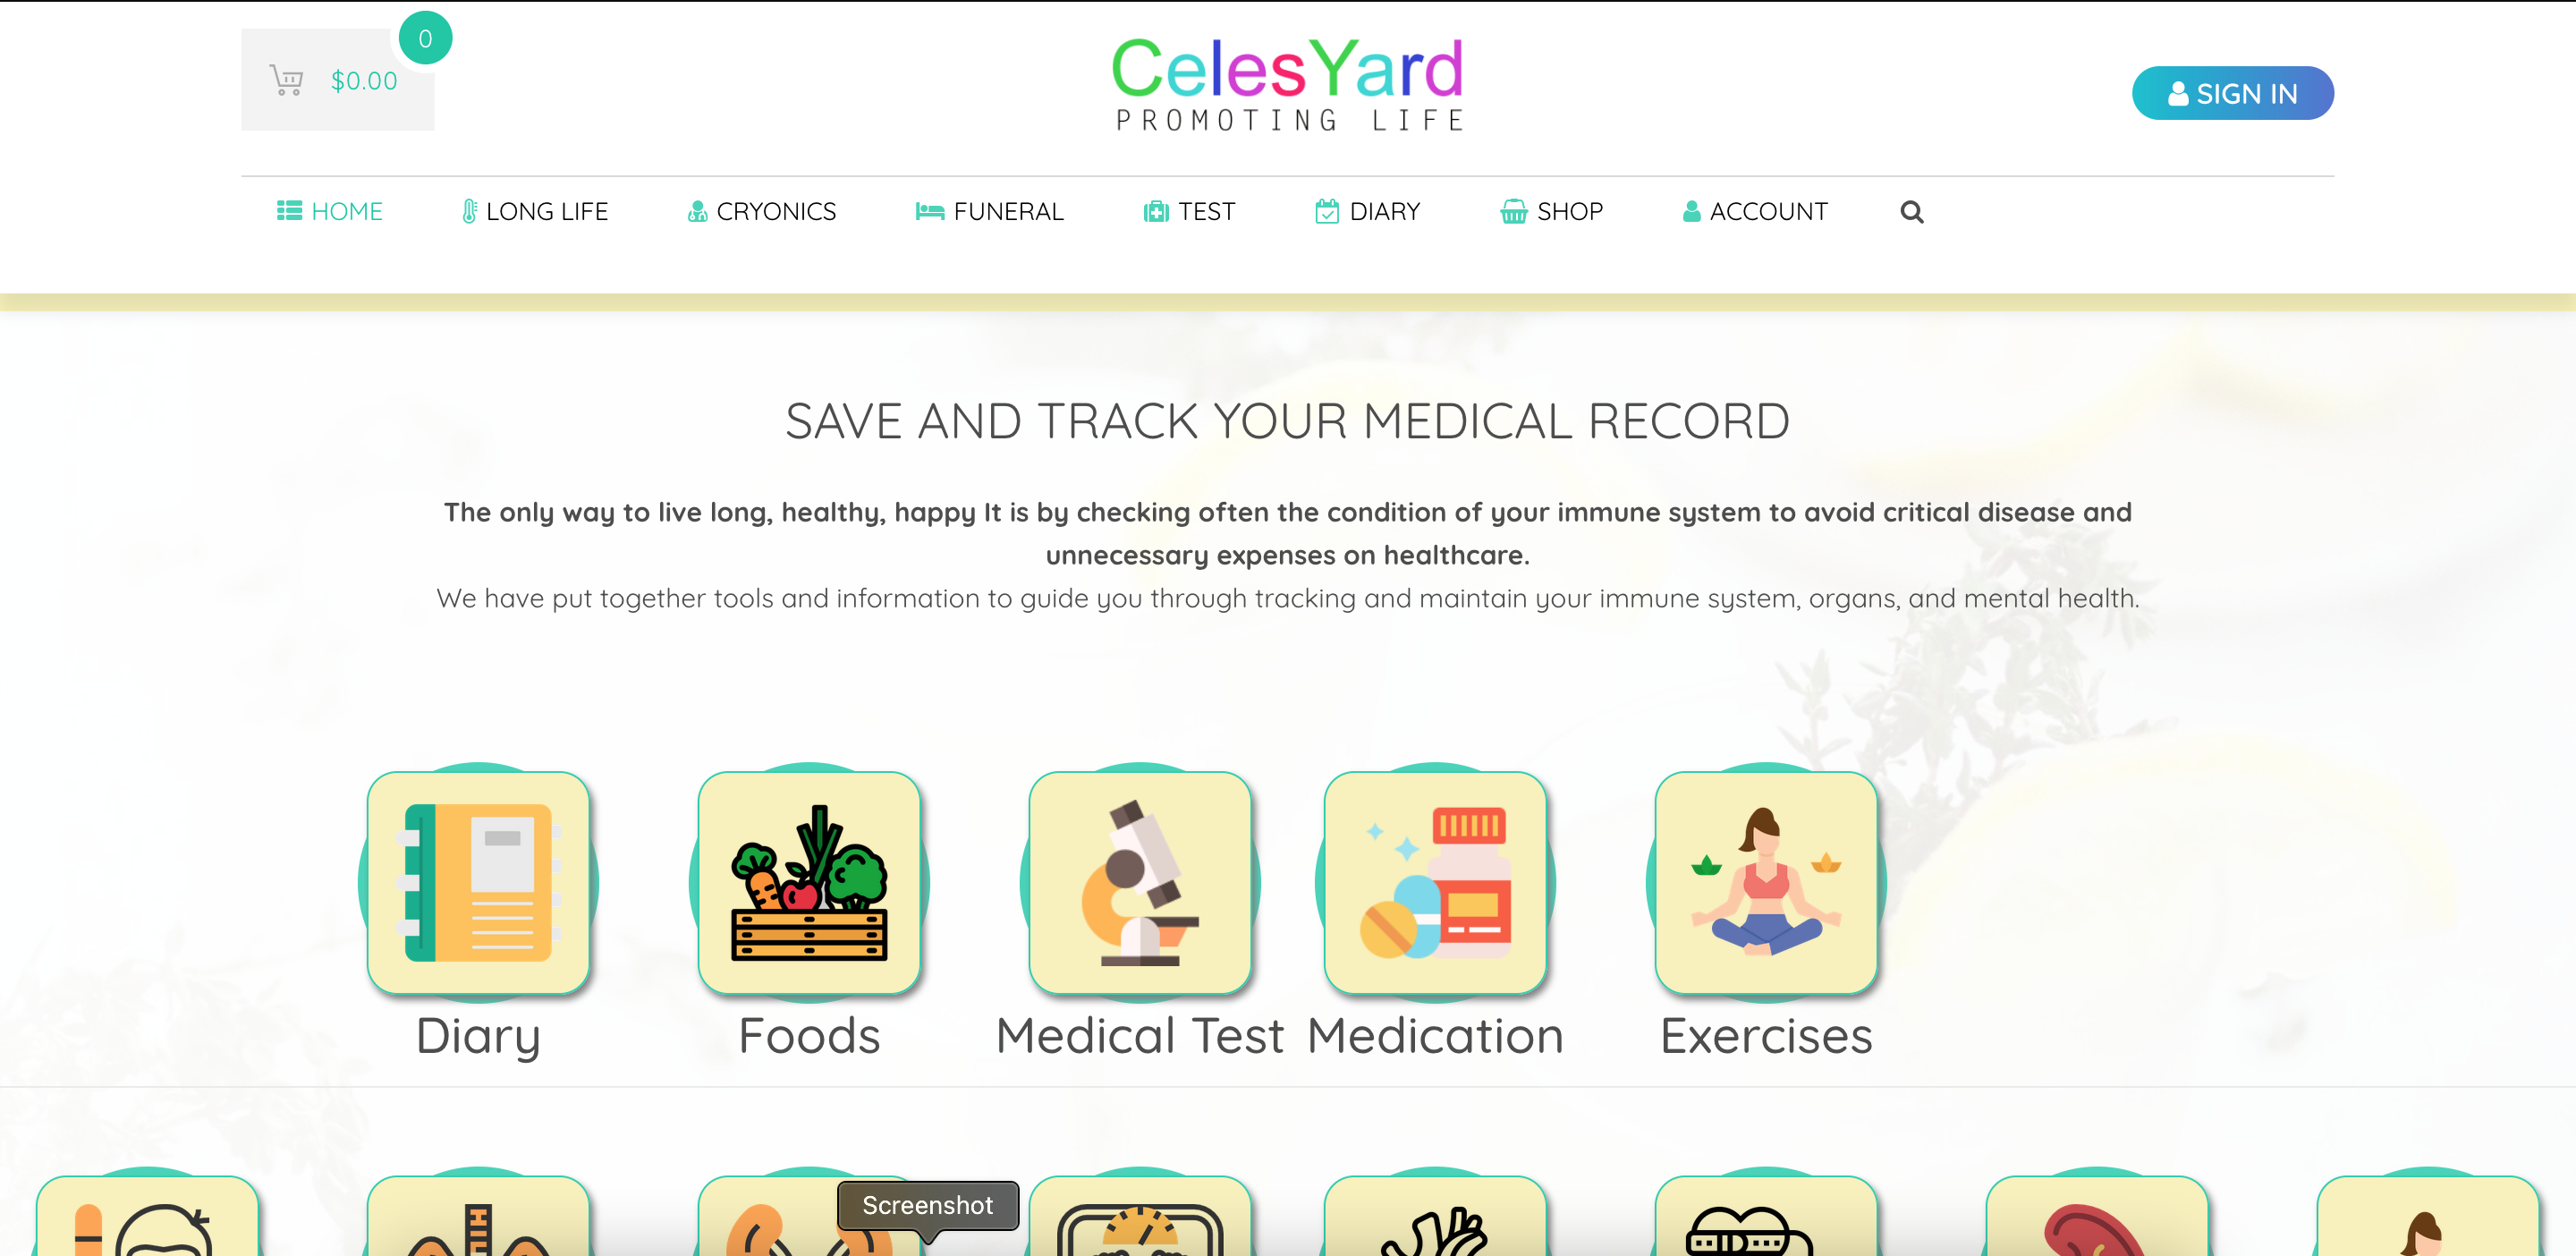 0
$0.00
CelesYard
PROMOTING LIFE
SIGN IN
HOME LONG LIFE CRYONICS FUNERAL TEST DIARY SHOP ACCOUNT
SAVE AND TRACK YOUR MEDICAL RECORD
The only way to live long, healthy, happy It is by checking often the condition of your immune system to avoid critical disease and
unnecessary expenses on healthcare.
We have put together tools and information to guide you through tracking and maintain your immune system, organs, and mental health.
Diary Foods Medical Test Medication Exercises
Screenshot